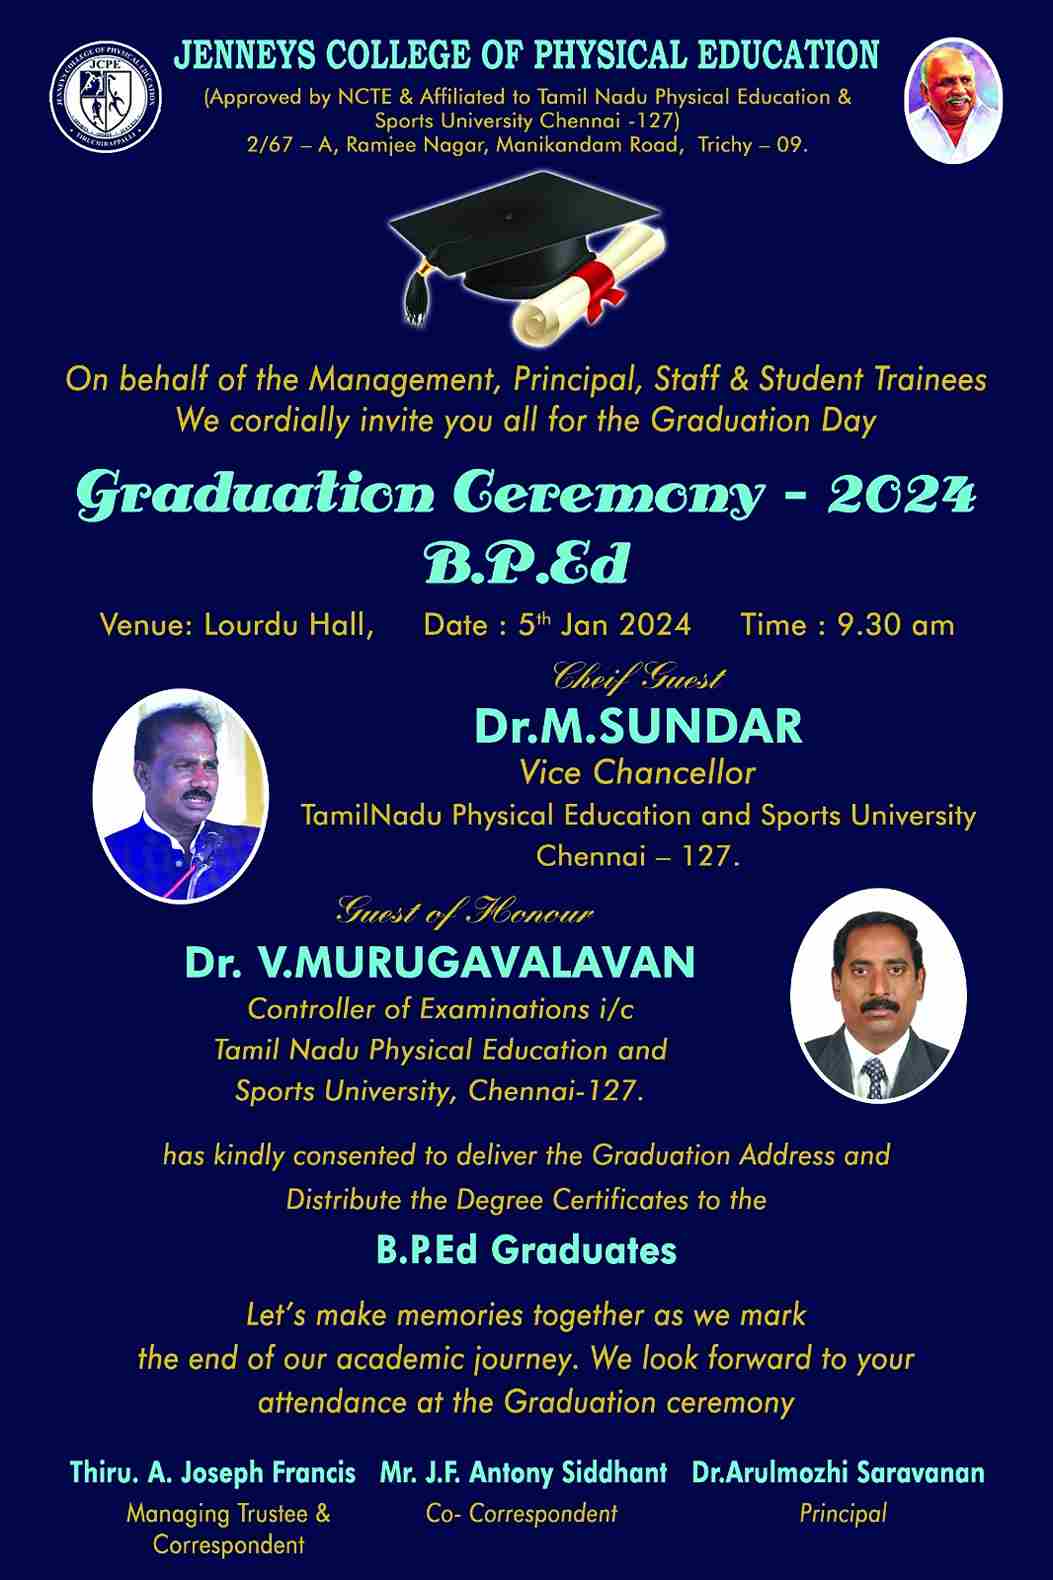 JENNEYS COLLEGE OF PHYSICAL EDUCATION
(Approved by NCTE & Affiliated to Tamil Nadu Physical Education &
Sports University Chennai -127)
2/67 – A, Ramjee Nagar, Manikandam Road, Trichy – 09.
JENNEYS COLLEGE OF PHYSICAL EDUCATION
JCPE
TIRUCHIRAPPALLI
On behalf of the Management, Principal, Staff & Student Trainees
We cordially invite you all for the Graduation Day
Graduation Ceremony - 2024
B.P.Ed
Venue: Lourdu Hall, Date : 5th Jan 2024 Time : 9.30 am
Cheif Guest
Dr.M.SUNDAR
Vice Chancellor
TamilNadu Physical Education and Sports University
Chennai – 127.
Guest of Honour
Dr. V.MURUGAVALAVAN
Controller of Examinations i/c
Tamil Nadu Physical Education and
Sports University, Chennai-127.
has kindly consented to deliver the Graduation Address and
Distribute the Degree Certificates to the
B.P.Ed Graduates
Let's make memories together as we mark
the end of our academic journey. We look forward to your
attendance at the Graduation ceremony
Thiru. A. Joseph Francis Mr. J.F. Antony Siddhant Dr.Arulmozhi Saravanan
Managing Trustee & Co- Correspondent Principal
Correspondent